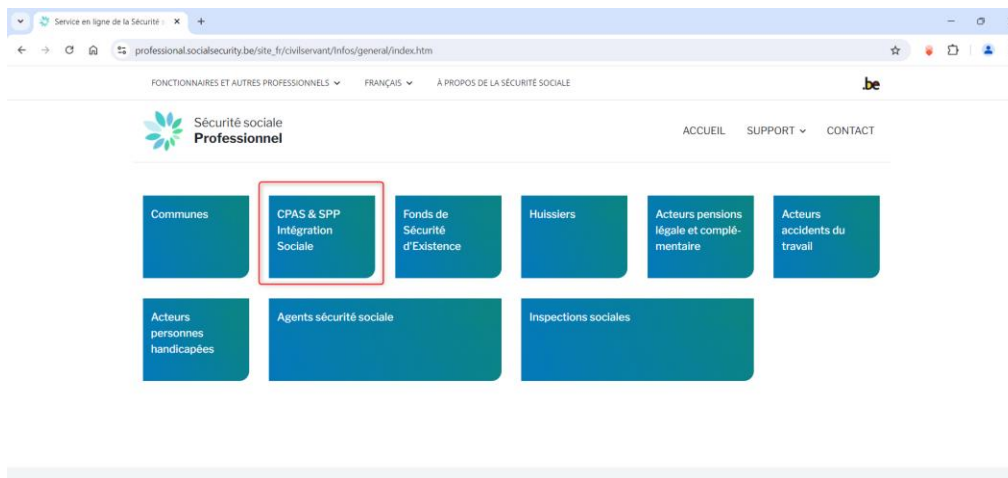 Service en ligne de la Sécurité
professional.socialsecurity.be/site_fr/civilservant/Infos/general/index.htm
FONCTIONNAIRES ET AUTRES PROFESSIONNELS FRANÇAIS À PROPOS DE LA SÉCURITÉ SOCIALE
.be
Sécurité sociale
Professionnel
ACCUEIL SUPPORT CONTACT
Communes
CPAS & SPP
Intégration
Sociale
Fonds de
Sécurité
d'Existence
Huissiers
Acteurs pensions
légale et complé-
mentaire
Acteurs
accidents du
travail
Acteurs
personnes
handicapées
Agents sécurité sociale
Inspections sociales